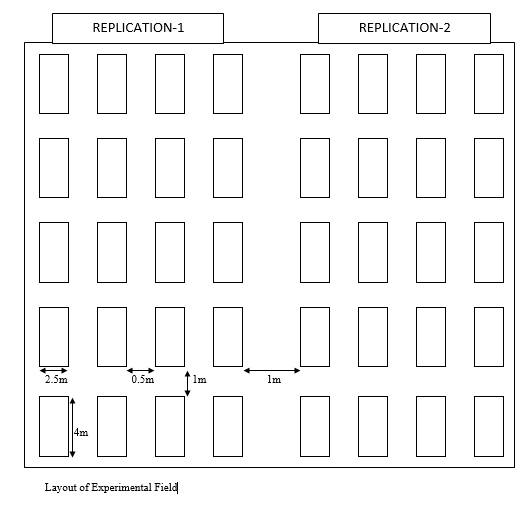 REPLICATION-1
REPLICATION-2
2.5m
0.5m
1m
1m
4m
Layout of Experimental Field